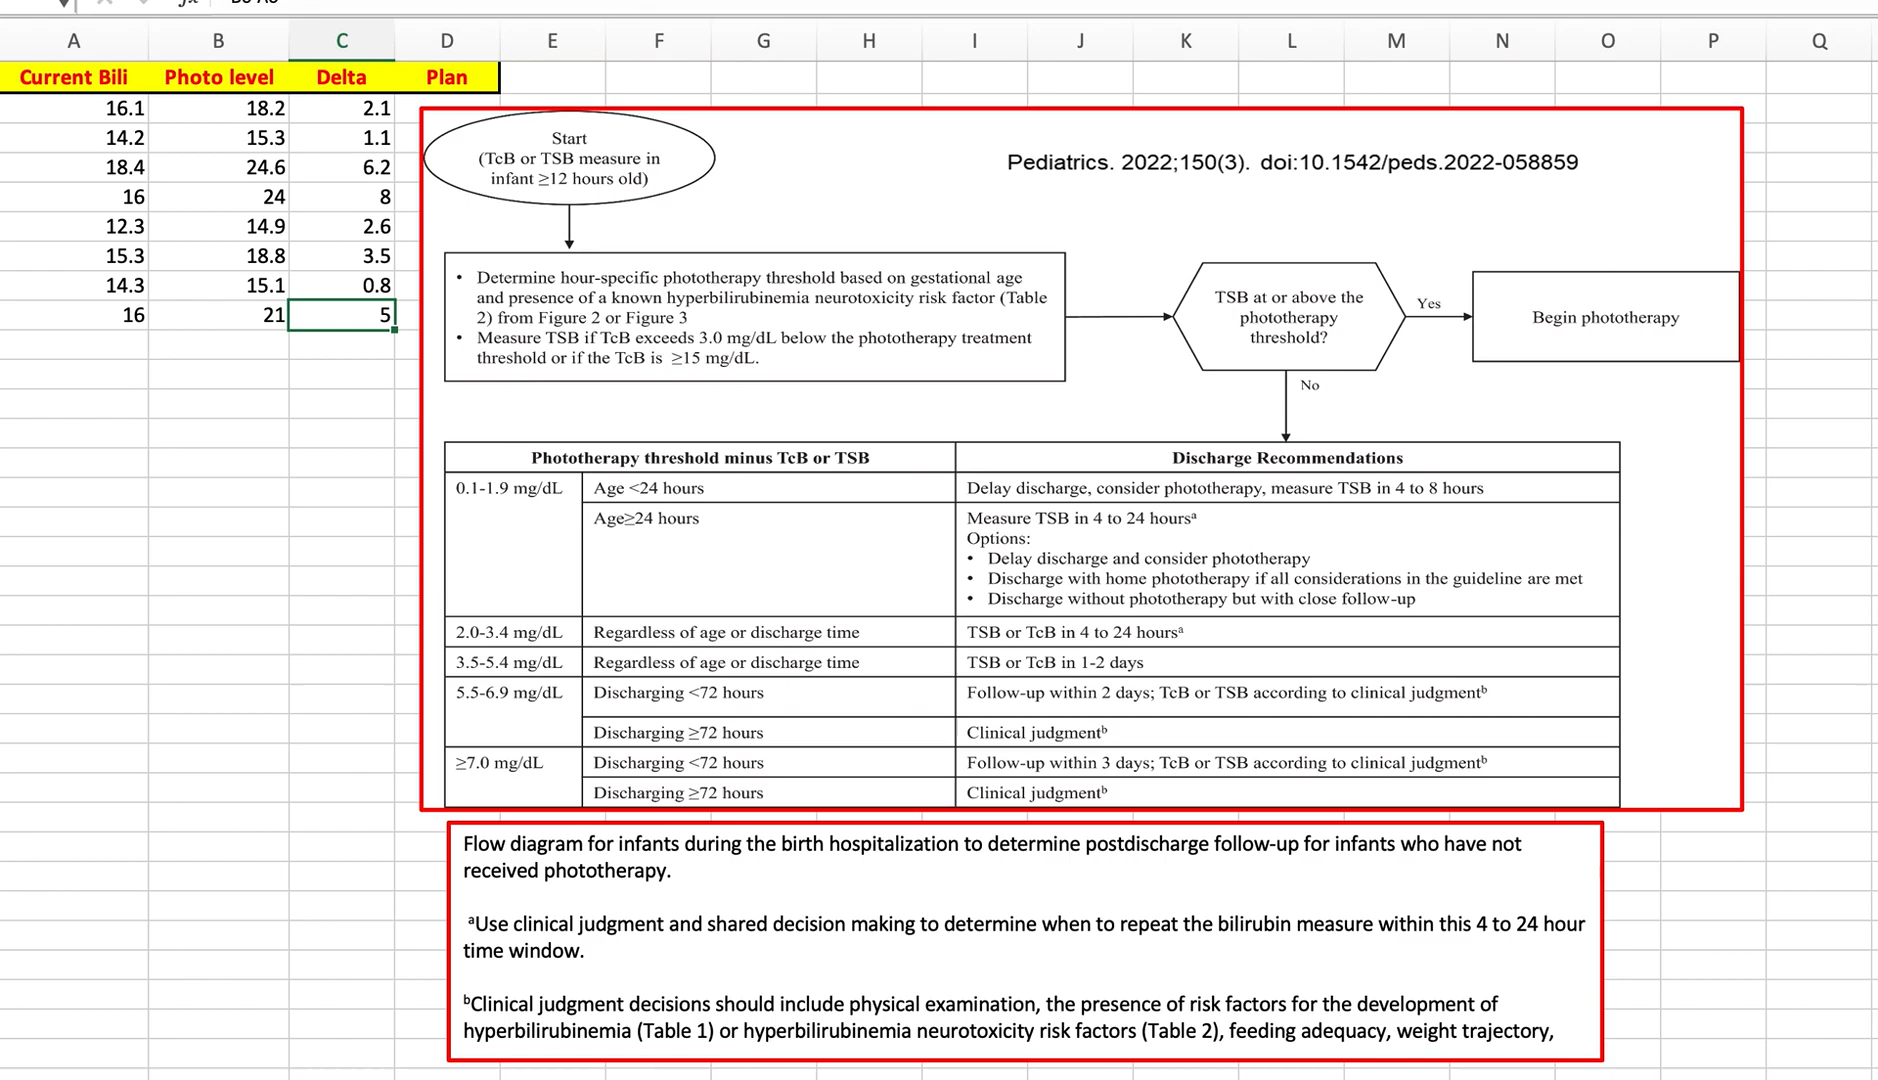 A B C D E F G H I J K L M N O P Q
Current Bili Photo level Delta Plan
16.1 18.2 2.1
14.2 15.3 1.1
18.4 24.6 6.2
16 24 8
12.3 14.9 2.6
15.3 18.8 3.5
14.3 15.1 0.8
16 21 5
Start
(TcB or TSB measure in
infant ≥12 hours old)
Pediatrics. 2022;150(3). doi:10.1542/peds.2022-058859
• Determine hour-specific phototherapy threshold based on gestational age
and presence of a known hyperbilirubinemia neurotoxicity risk factor (Table
2) from Figure 2 or Figure 3
• Measure TSB if TcB exceeds 3.0 mg/dL below the phototherapy treatment
threshold or if the TcB is ≥15 mg/dL.
TSB at or above the
phototherapy
threshold?
Yes
Begin phototherapy
No
Phototherapy threshold minus TcB or TSB Discharge Recommendations
0.1-1.9 mg/dL Age <24 hours Delay discharge, consider phototherapy, measure TSB in 4 to 8 hours
Age≥24 hours Measure TSB in 4 to 24 hoursᵃ
Options:
• Delay discharge and consider phototherapy
• Discharge with home phototherapy if all considerations in the guideline are met
• Discharge without phototherapy but with close follow-up
2.0-3.4 mg/dL Regardless of age or discharge time TSB or TcB in 4 to 24 hoursᵃ
3.5-5.4 mg/dL Regardless of age or discharge time TSB or TcB in 1-2 days
5.5-6.9 mg/dL Discharging <72 hours Follow-up within 2 days; TcB or TSB according to clinical judgmentᵇ
Discharging ≥72 hours Clinical judgmentᵇ
≥7.0 mg/dL Discharging <72 hours Follow-up within 3 days; TcB or TSB according to clinical judgmentᵇ
Discharging ≥72 hours Clinical judgmentᵇ
Flow diagram for infants during the birth hospitalization to determine postdischarge follow-up for infants who have not
received phototherapy.
ᵃUse clinical judgment and shared decision making to determine when to repeat the bilirubin measure within this 4 to 24 hour
time window.
ᵇClinical judgment decisions should include physical examination, the presence of risk factors for the development of
hyperbilirubinemia (Table 1) or hyperbilirubinemia neurotoxicity risk factors (Table 2), feeding adequacy, weight trajectory,